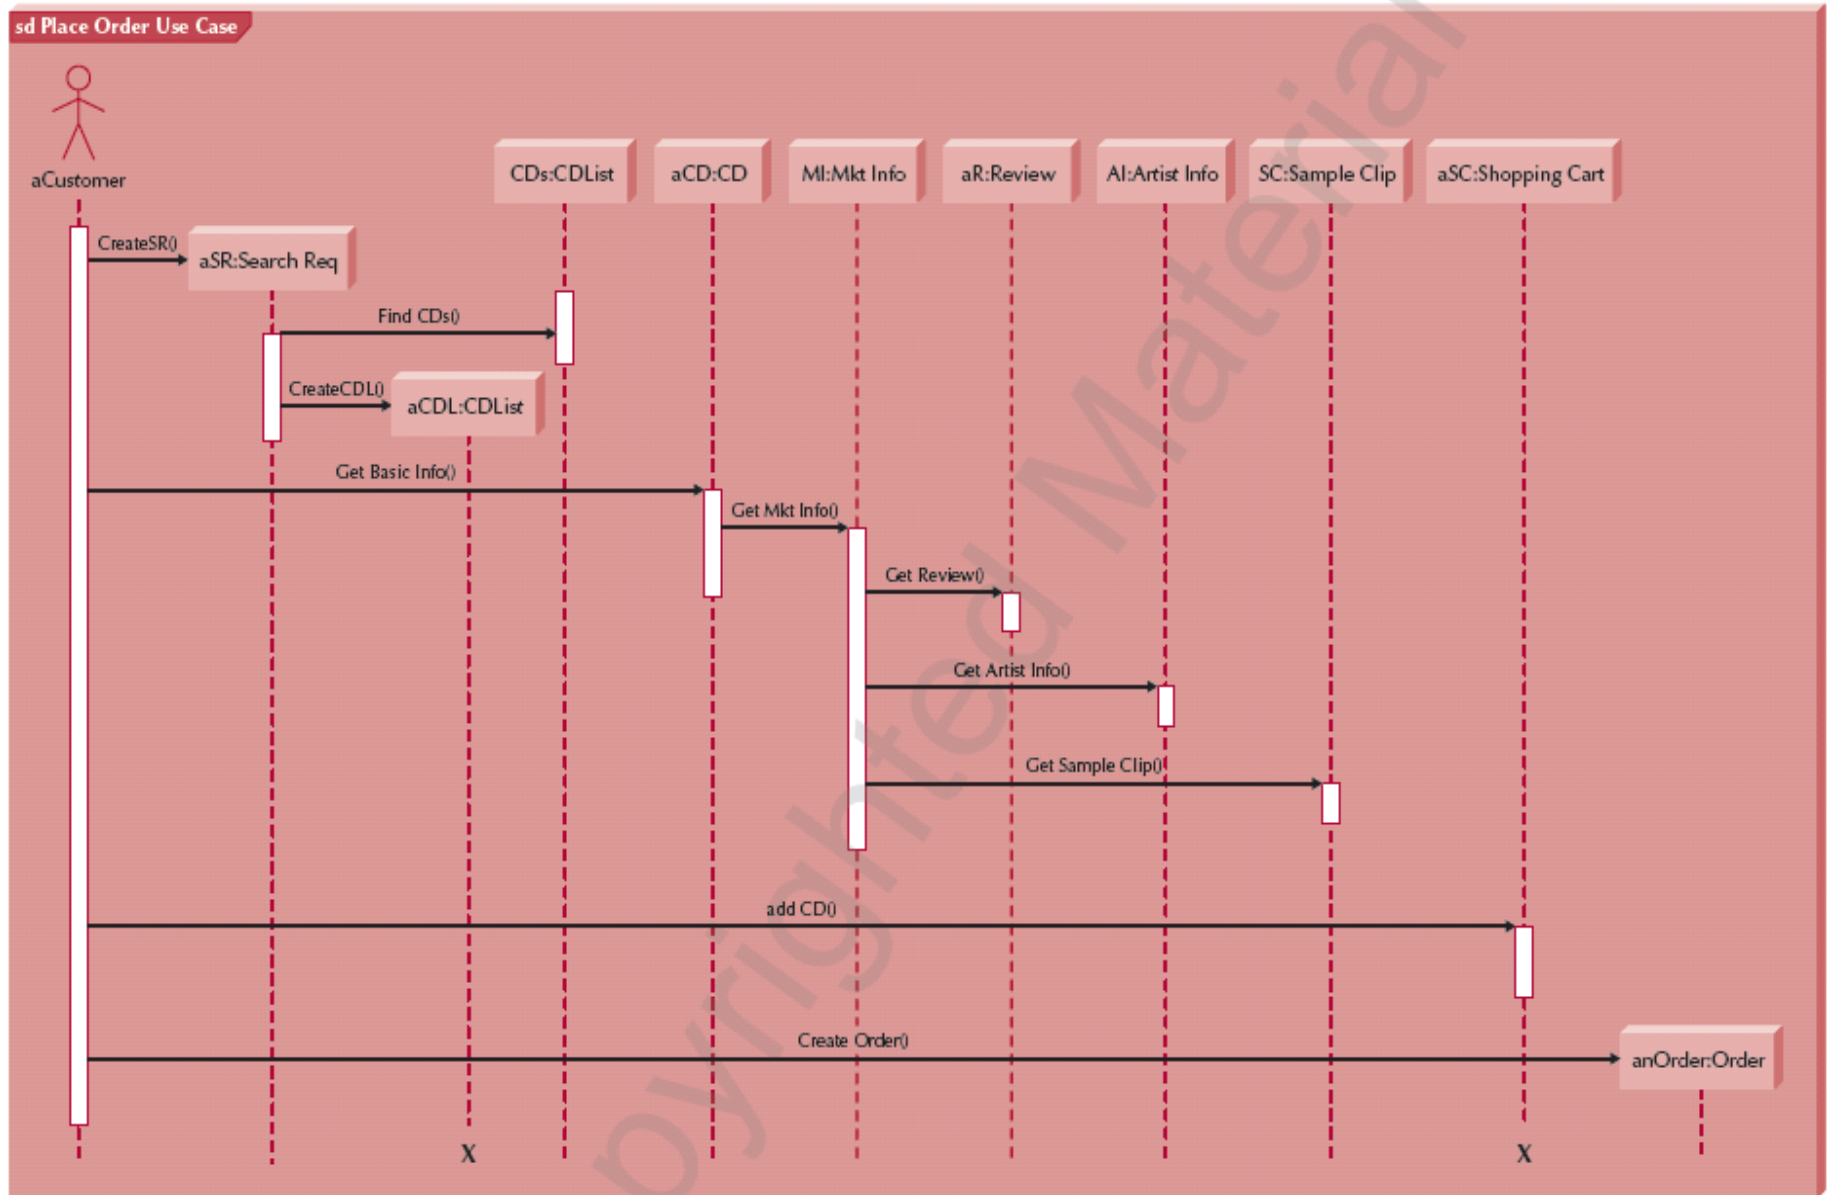 sd Place Order Use Case
aCustomer
CDs:CDList
aCD:CD
MI:Mkt Info
aR:Review
AI:Artist Info
SC:Sample Clip
aSC:Shopping Cart
CreateSR()
aSR:Search Req
Find CDs()
CreateCDL()
aCDL:CDList
Get Basic Info()
Get Mkt Info()
Get Review()
Get Artist Info()
Get Sample Clip()
add CD()
Create Order()
anOrder:Order
X
X
pyrighted Material